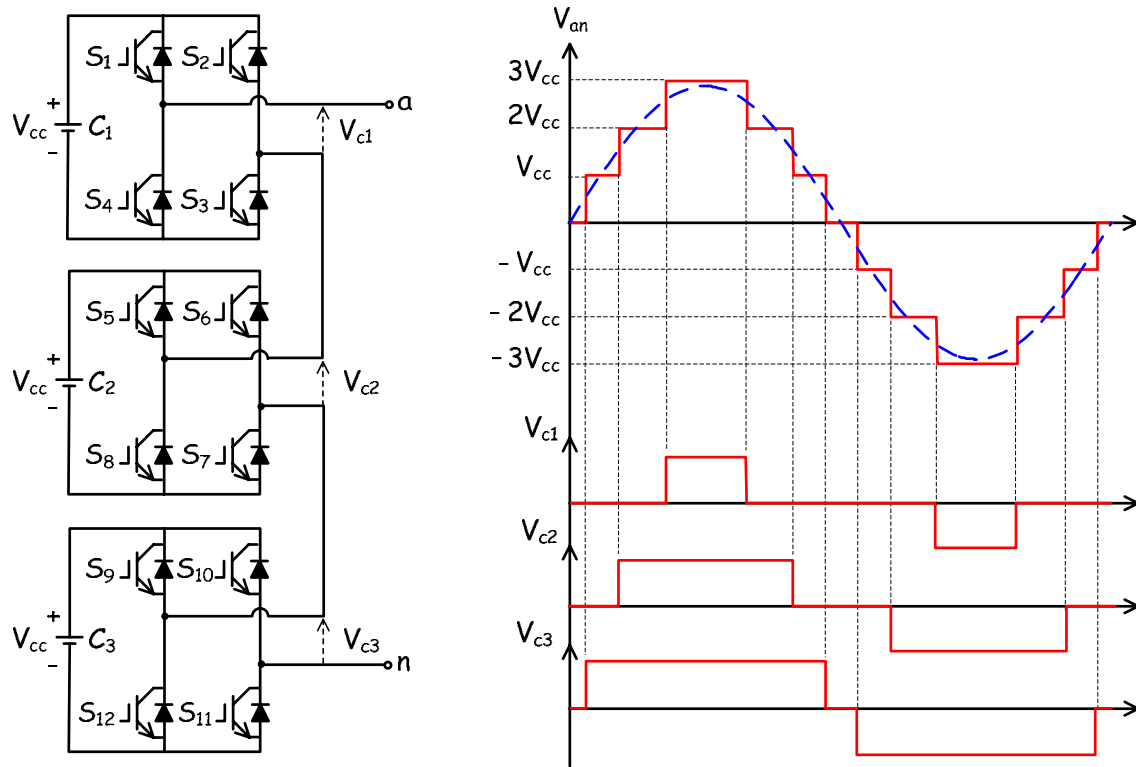 S1 S2
+
Vcc C1
-
S4 S3
a
Vc1
S5 S6
+
Vcc C2
-
S8 S7
Vc2
S9 S10
+
Vcc C3
-
S12 S11
Vc3
n
Van
3Vcc
2Vcc
Vcc
- Vcc
- 2Vcc
- 3Vcc
Vc1
Vc2
Vc3